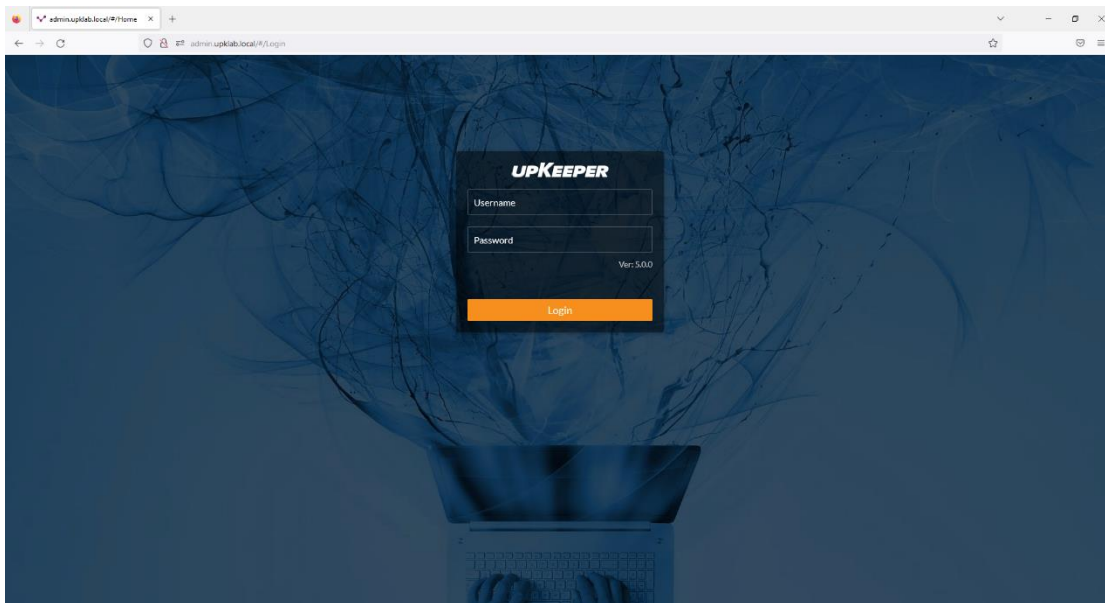 admin.upklab.local/#/Home
admin.upklab.local/#/Login
UPKEEPER
Username
Password
Ver: 5.0.0
Login